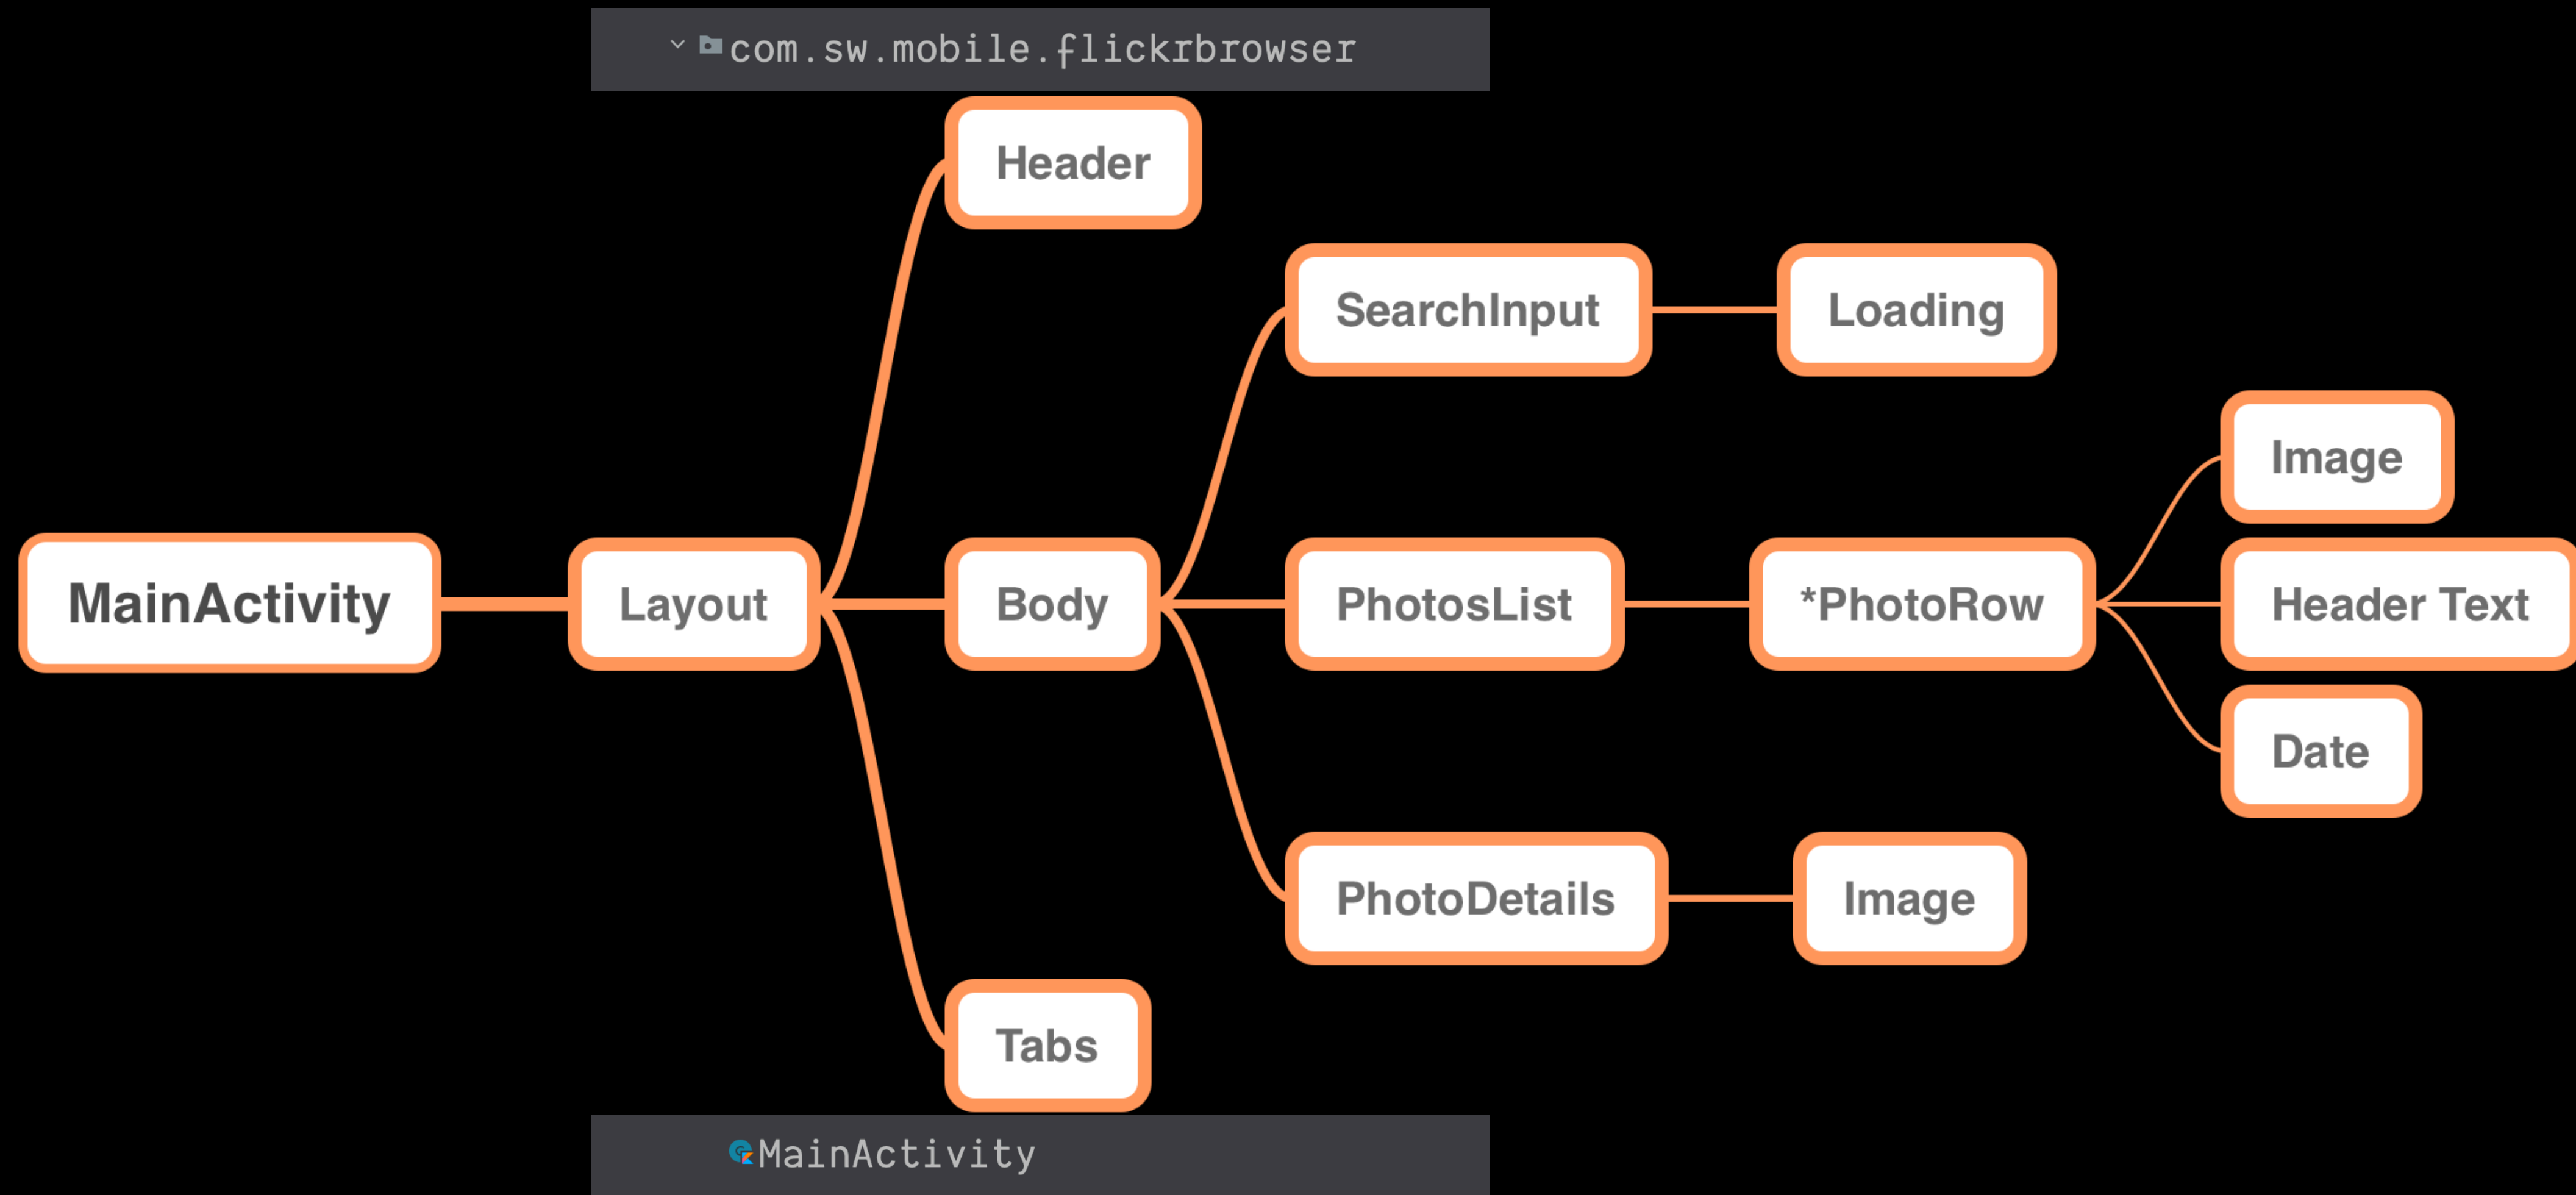 com.sw.mobile.flickrbrowser
Header
SearchInput
Loading
Image
MainActivity
Layout
Body
PhotosList
*PhotoRow
Header Text
Date
PhotoDetails
Image
Tabs
MainActivity